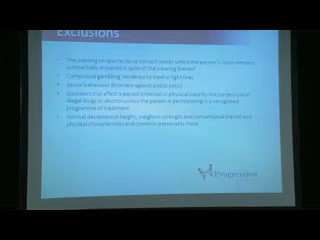 Exclusions
The wearing on spectacles or contact lenses unless the person's vision remains
substantially impaired in spite of the wearing thereof
Compulsive gambling, tendency to steal or light fires
Sexual behaviour disorders against public policy
Disorders that affect a person's mental or physical state by the current use of
illegal drugs or alcohol unless the person is participating in a recognised
programme of treatment
Normal deviations in height, weight or strength and conventional mental and
physical characteristics and common personality traits
Progression